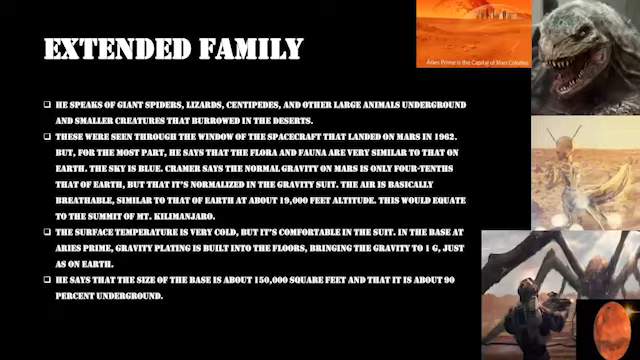 EXTENDED FAMILY
Aries Prime is the Capital of Mars Colonies
❑ HE SPEAKS OF GIANT SPIDERS, LIZARDS, CENTIPEDES, AND OTHER LARGE ANIMALS UNDERGROUND
AND SMALLER CREATURES THAT BURROWED IN THE DESERTS.
❑ THESE WERE SEEN THROUGH THE WINDOW OF THE SPACECRAFT THAT LANDED ON MARS IN 1962.
BUT, FOR THE MOST PART, HE SAYS THAT THE FLORA AND FAUNA ARE VERY SIMILAR TO THAT ON
EARTH. THE SKY IS BLUE. CRAMER SAYS THE NORMAL GRAVITY ON MARS IS ONLY FOUR-TENTHS
THAT OF EARTH, BUT THAT IT'S NORMALIZED IN THE GRAVITY SUIT. THE AIR IS BASICALLY
BREATHABLE, SIMILAR TO THAT OF EARTH AT ABOUT 19,000 FEET ALTITUDE. THIS WOULD EQUATE
TO THE SUMMIT OF MT. KILIMANJARO.
❑ THE SURFACE TEMPERATURE IS VERY COLD, BUT IT'S COMFORTABLE IN THE SUIT. IN THE BASE AT
ARIES PRIME, GRAVITY PLATING IS BUILT INTO THE FLOORS, BRINGING THE GRAVITY TO 1 G, JUST
AS ON EARTH.
❑ HE SAYS THAT THE SIZE OF THE BASE IS ABOUT 150,000 SQUARE FEET AND THAT IT IS ABOUT 90
PERCENT UNDERGROUND.